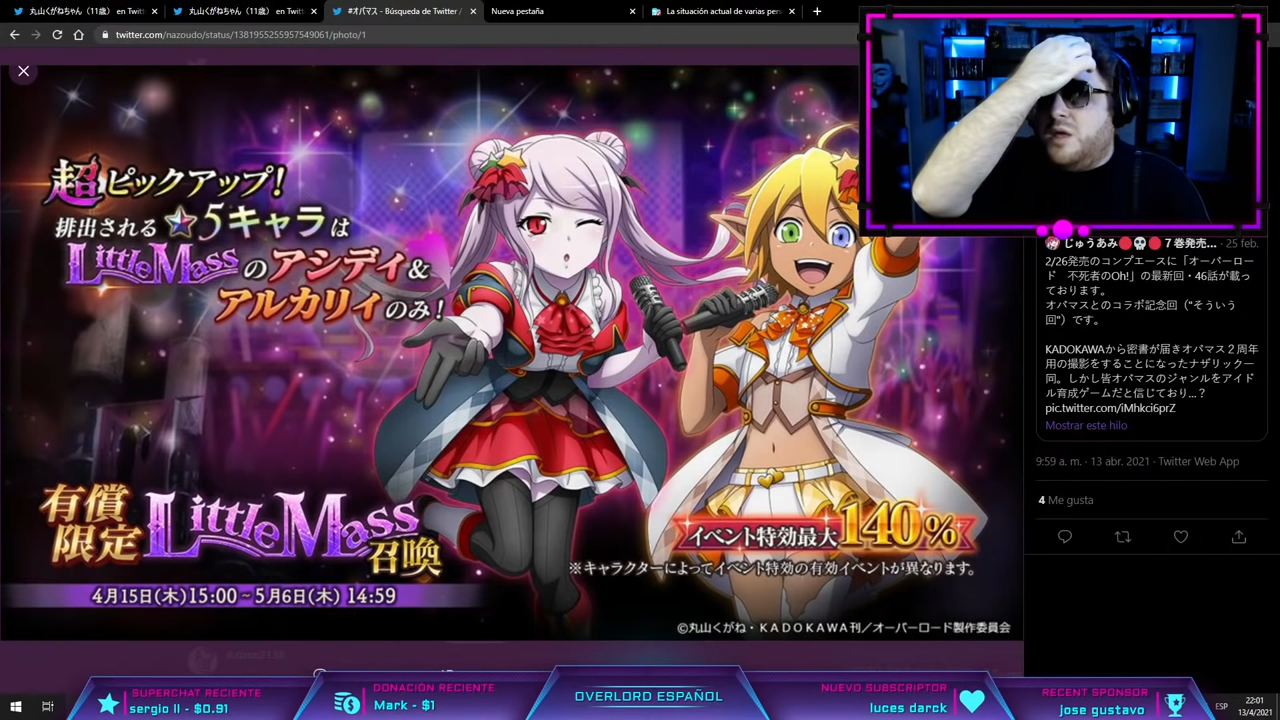 丸山くがねちゃん（11歳）en Twitt
丸山くがねちゃん（11歳）en Twitt
#オバマス - Búsqueda de Twitter /
Nueva pestaña
La situación actual de varias pers
twitter.com/nazoudo/status/1381955255957549061/photo/1
超ピックアップ!
排出される★5キャラは
LittleMassのアシディ&
アルカリィのみ!
有償
限定
LittleMass
召喚
4月15日(木)15:00~5月6日(木) 14:59
イベント特効最大140%
※キャラクターによってイベント特効の有効イベントが異なります。
©丸山くがね・KADOKAWA刊／オーバーロード製作委員会
じゅうあみ🔴💀🔴７巻発売... · 25 feb.
2/26発売のコンプエースに「オーバーロー
ド　不死者のOh!」の最新回・46話が載っ
ております。
オバマスとのコラボ記念回（"そういう
回"）です。
KADOKAWAから密書が届きオバマス２周年
用の撮影をすることになったナザリック一
同。しかし皆オバマスのジャンルをアイド
ル育成ゲームだと信じており...？
pic.twitter.com/iMhkci6prZ
Mostrar este hilo
9:59 a. m. · 13 abr. 2021 · Twitter Web App
4 Me gusta
SUPERCHAT RECIENTE
sergio ll - $0.91
DONACIÓN RECIENTE
Mark - $1
OVERLORD ESPAÑOL
NUEVO SUBSCRIPTOR
luces darck
RECENT SPONSOR
jose gustavo
ESP
22:01
13/4/2021